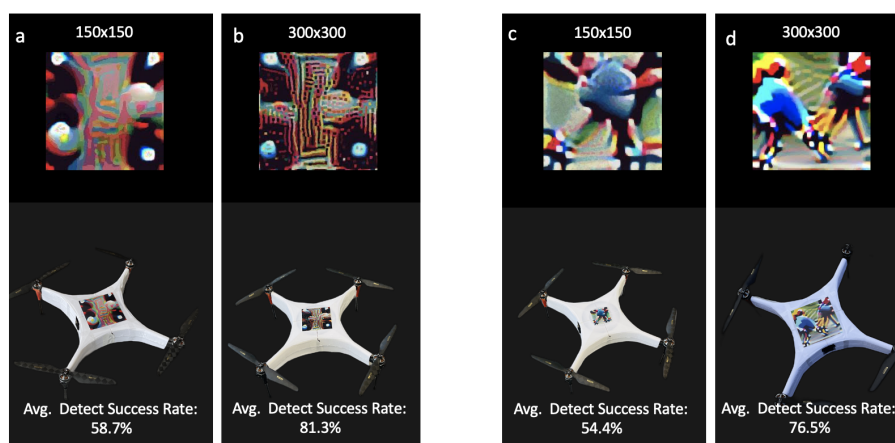 a
150x150
b
300x300
c
150x150
d
300x300
Avg. Detect Success Rate:
58.7%
Avg. Detect Success Rate:
81.3%
Avg. Detect Success Rate:
54.4%
Avg. Detect Success Rate:
76.5%